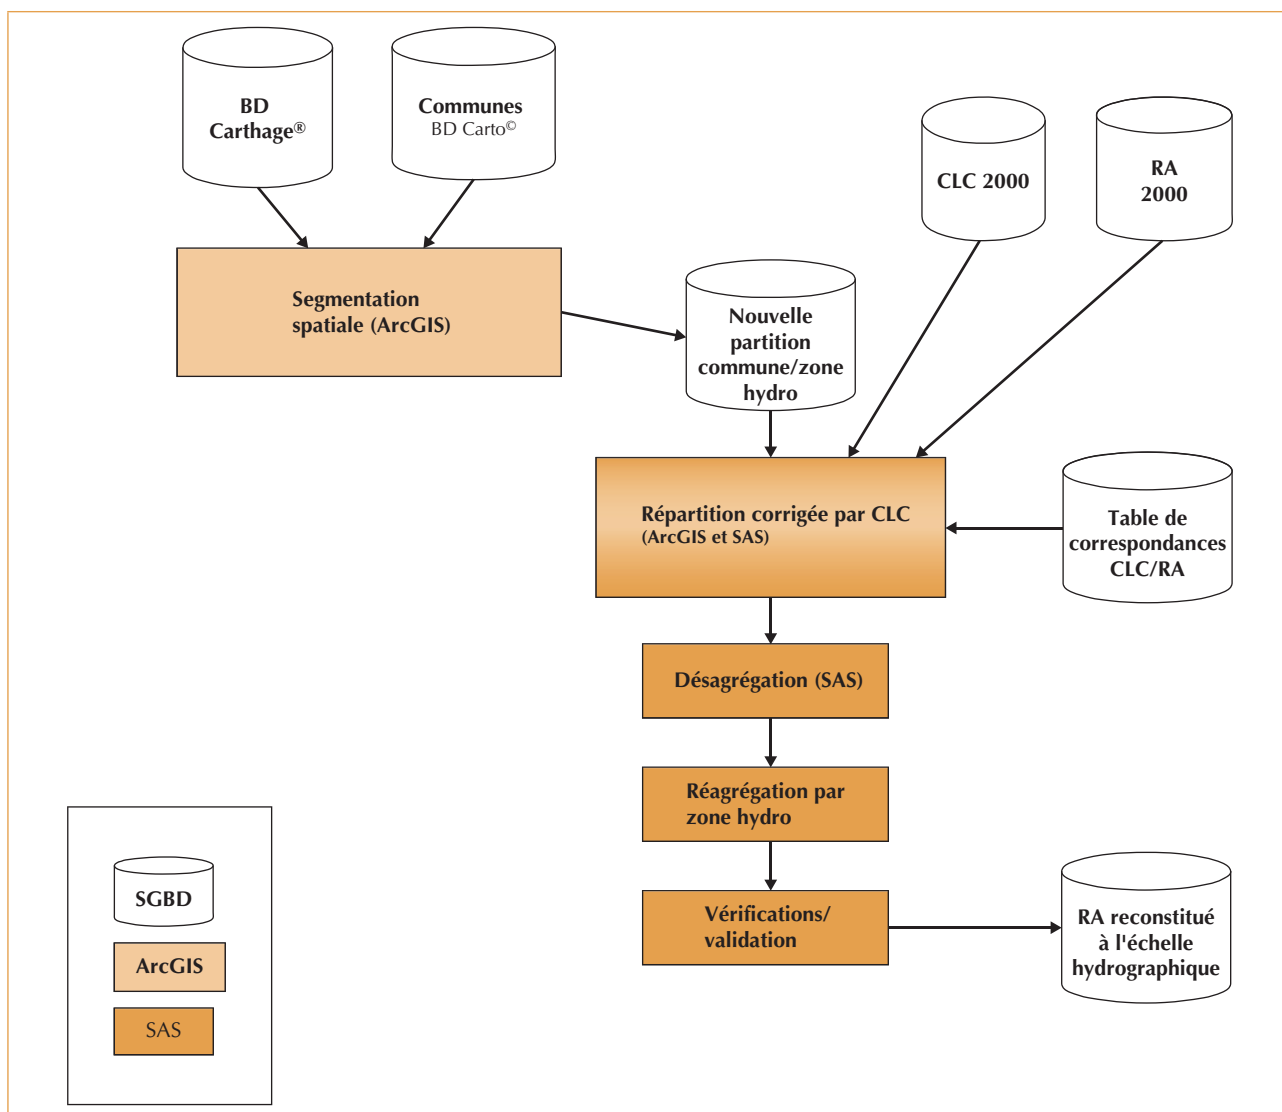 BD
Carthage®
Communes
BD Carto©
CLC 2000
RA
2000
Segmentation
spatiale (ArcGIS)
Nouvelle
partition
commune/zone
hydro
Répartition corrigée par CLC
(ArcGIS et SAS)
Table de
correspondances
CLC/RA
Désagrégation (SAS)
Réagrégation par
zone hydro
Vérifications/
validation
RA reconstitué
à l'échelle
hydrographique
SGBD
ArcGIS
SAS